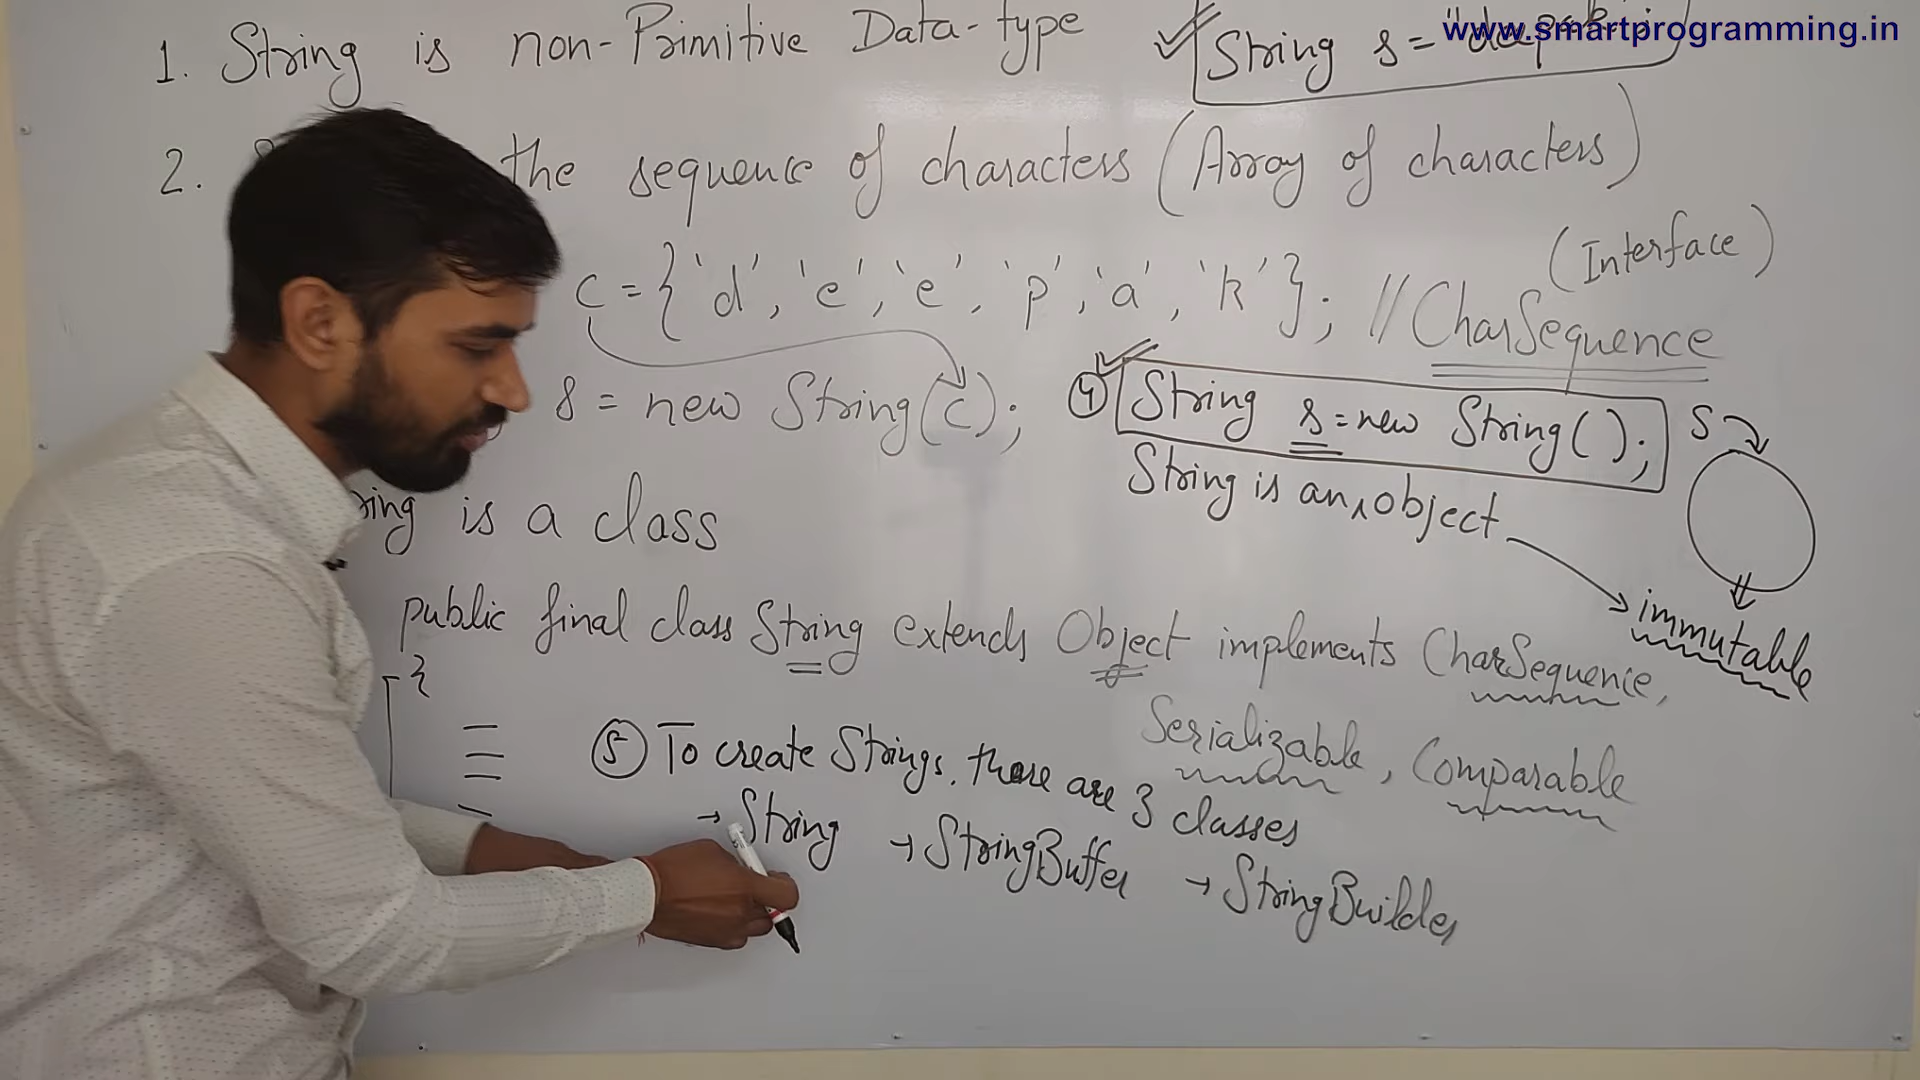 www.smartprogramming.in
1. String is non-Primitive Data-type
String s = "deepak";
2. the sequence of characters (Array of characters)
(Interface)
c = { 'd', 'e', 'e', 'p', 'a', 'k' }; // CharSequence
s = new String(c);
4 String s = new String();
S
String is an object
immutable
ring is a class
public final class String extends Object implements CharSequence,
Serializable, Comparable
{
5 To create Strings. there are 3 classes
→ String → StringBuffer → StringBuilder